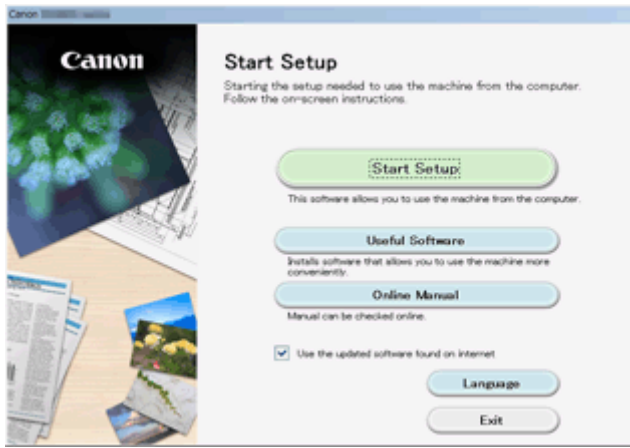 Canon
Canon
Start Setup
Starting the setup needed to use the machine from the computer.
Follow the on-screen instructions.
Start Setup
This software allows you to use the machine from the computer.
Useful Software
Installs software that allows you to use the machine more
conveniently.
Online Manual
Manual can be checked online.
Use the updated software found on internet
Language
Exit